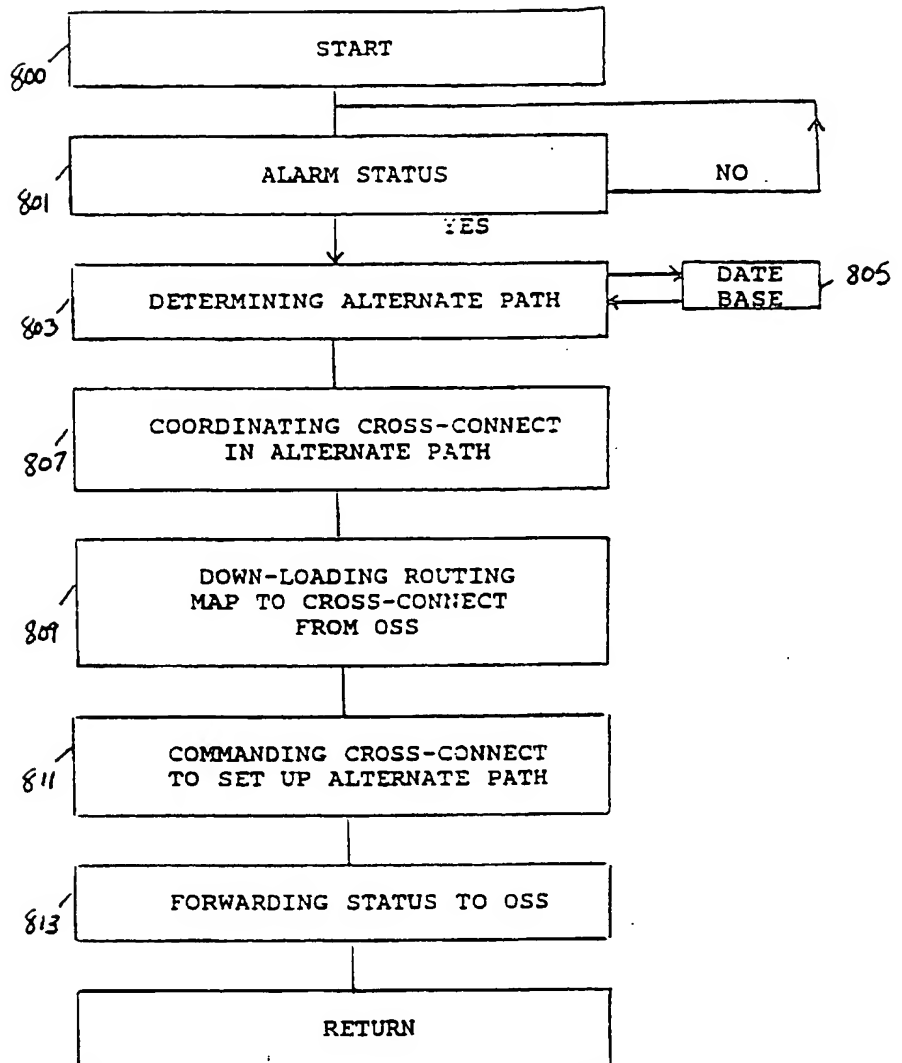 START
800
ALARM STATUS
NO
801
YES
DETERMINING ALTERNATE PATH
DATE
BASE
805
803
COORDINATING CROSS-CONNECT
IN ALTERNATE PATH
807
DOWN-LOADING ROUTING
MAP TO CROSS-CONNECT
FROM OSS
809
COMMANDING CROSS-CONNECT
TO SET UP ALTERNATE PATH
811
FORWARDING STATUS TO OSS
813
RETURN